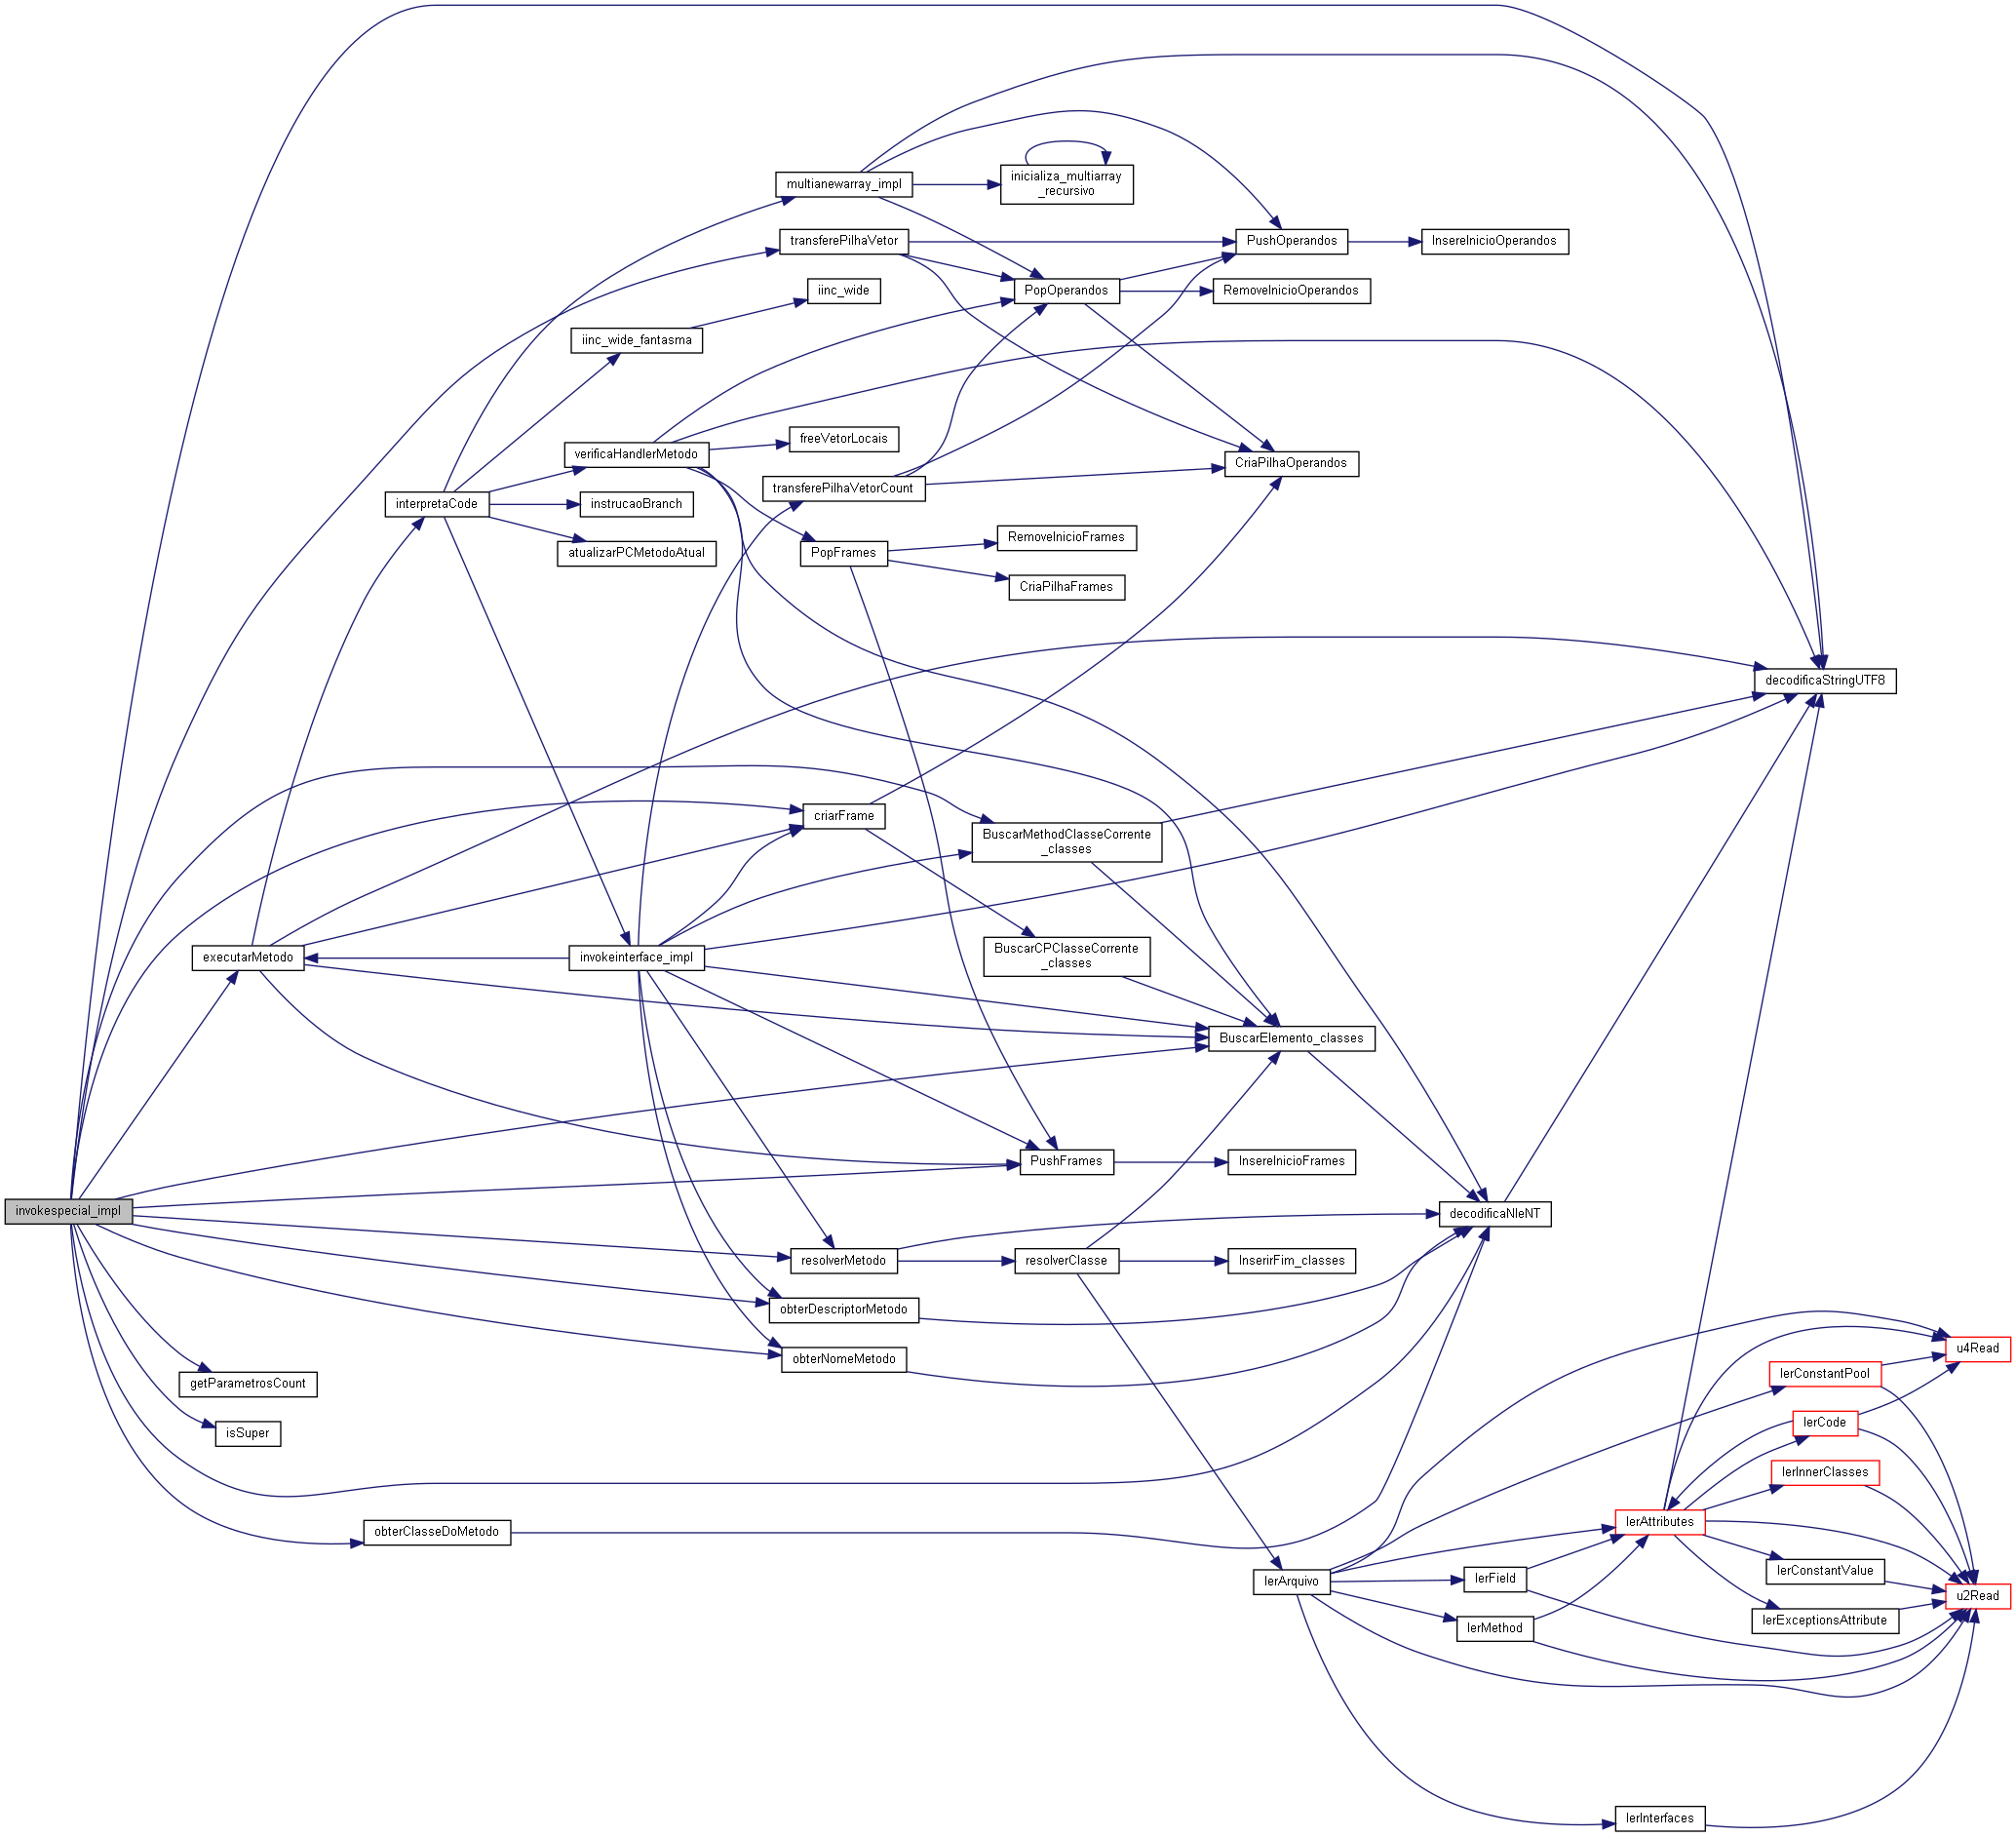 multianewarray_impl
inicializa_multiarray
_recursivo
transferePilhaVetor
PushOperandos
InsereInicioOperandos
iinc_wide
PopOperandos
RemoveInicioOperandos
iinc_wide_fantasma
verificaHandlerMetodo
freeVetorLocais
CriaPilhaOperandos
transferePilhaVetorCount
interpretaCode
instrucaoBranch
atualizarPCMetodoAtual
PopFrames
RemoveInicioFrames
CriaPilhaFrames
decodificaStringUTF8
criarFrame
BuscarMethodClasseCorrente
_classes
executarMetodo
invokeinterface_impl
BuscarCPClasseCorrente
_classes
BuscarElemento_classes
PushFrames
InsereInicioFrames
invokespecial_impl
decodificaNIeNT
resolverMetodo
resolverClasse
InserirFim_classes
obterDescriptorMetodo
obterNomeMetodo
u4Read
getParametrosCount
lerConstantPool
isSuper
lerCode
lerInnerClasses
obterClasseDoMetodo
lerAttributes
lerArquivo
lerField
lerConstantValue
u2Read
lerMethod
lerExceptionsAttribute
lerInterfaces